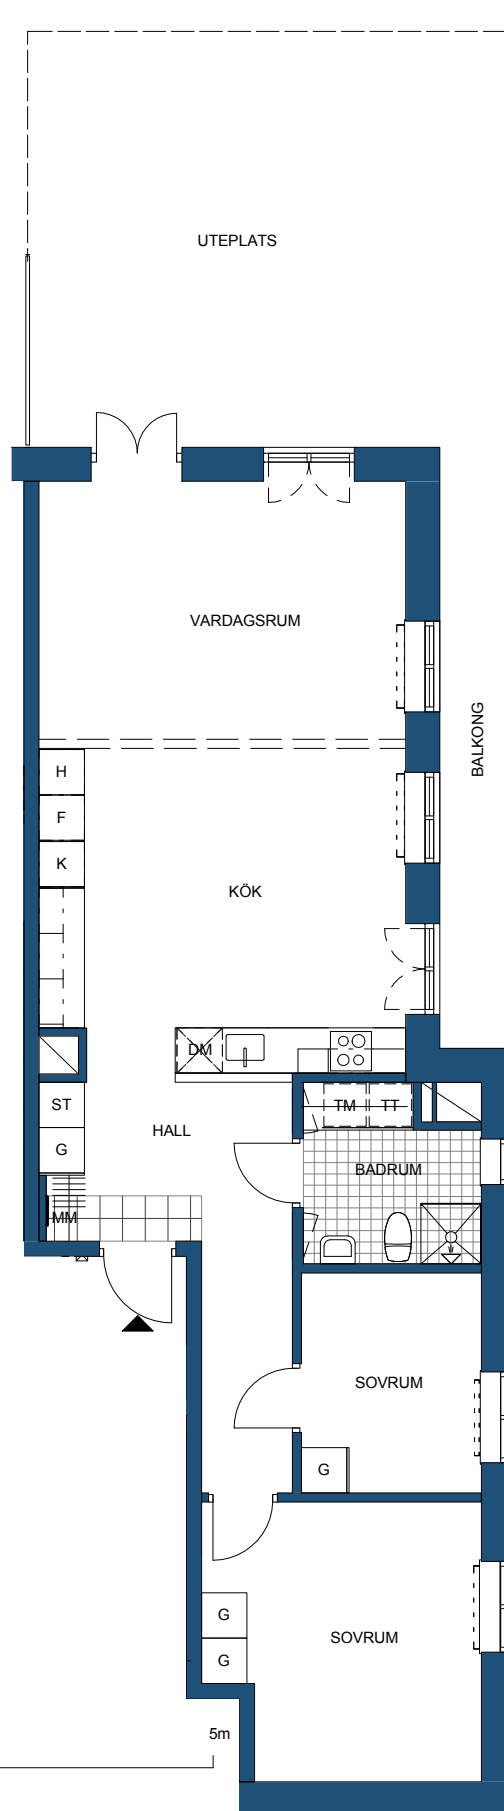 UTEPLATS
VARDAGSRUM
BALKONG
H
F
K
KÖK
DM
ST
G
HALL
TM
TT
BADRUM
MM
SOVRUM
G
G
G
SOVRUM
5m